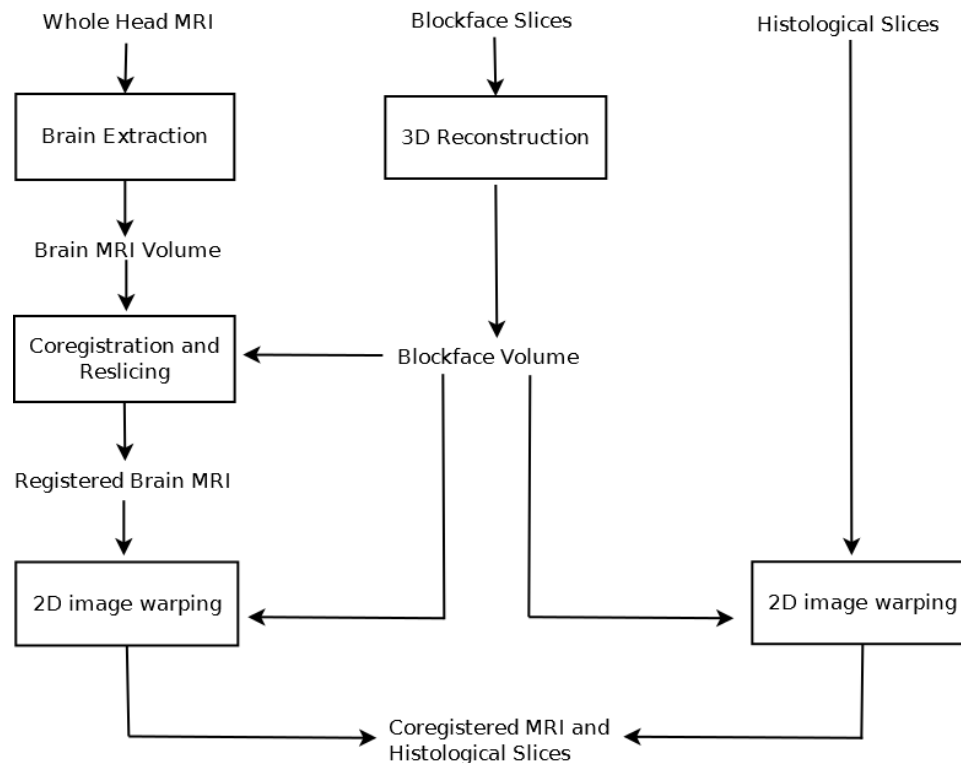 Whole Head MRI
Blockface Slices
Histological Slices
Brain Extraction
3D Reconstruction
Brain MRI Volume
Coregistration and
Reslicing
Blockface Volume
Registered Brain MRI
2D image warping
2D image warping
Coregistered MRI and
Histological Slices